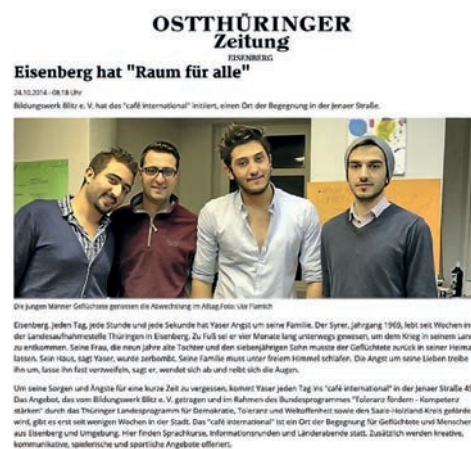 OSTTHÜRINGER
Zeitung
EISENBERG
Eisenberg hat "Raum für alle"
24.10.2014 - 08.18 Uhr
Bildungswerk Blitz e. V. hat das "café international" initiiert, einen Ort der Begegnung in der Jenaer Straße.
Die jungen Männer Geflüchtete genossen die Abwechslung im Alltag.Foto: Ute Flamich
Eisenberg. Jeden Tag, jede Stunde und jede Sekunde hat Yaser Angst um seine Familie. Der Syrer, Jahrgang 1969, lebt seit Wochen in
der Landesaufnahmestelle Thüringen in Eisenberg. Zu Fuß sei er vier Monate lang unterwegs gewesen, um dem Krieg in seinem Land
zu entkommen. Seine Frau, die neun Jahre alte Tochter und den siebenjährigen Sohn musste der Geflüchtete zurück in seiner Heima
lassen. Sein Haus, sagt Yaser, wurde zerbombt. Seine Familie muss unter freiem Himmel schlafen. Die Angst um seine Lieben treibe
ihn um, lasse ihn fast verzweifeln, sagt er, wendet sich ab und reibt sich die Augen.
Um seine Sorgen und Ängste für eine kurze Zeit zu vergessen, kommt Yaser jeden Tag ins "café international" in der Jenaer Straße 49
Das Angebot, das vom Bildungswerk Blitz e. V. getragen und im Rahmen des Bundesprogrammes "Toleranz fördern - Kompetenz
stärken" durch das Thüringer Landesprogramm für Demokratie, Toleranz und Weltoffenheit sowie den Saale-Holzland-Kreis gefördert
wird, gibt es erst seit wenigen Wochen in der Stadt. Das "café international" ist ein Ort der Begegnung für Geflüchtete und Menschen
aus Eisenberg und Umgebung. Hier finden Sprachkurse, Informationsrunden und Länderabende statt. Zusätzlich werden kreative,
kommunikative, spielerische und sportliche Angebote offeriert.